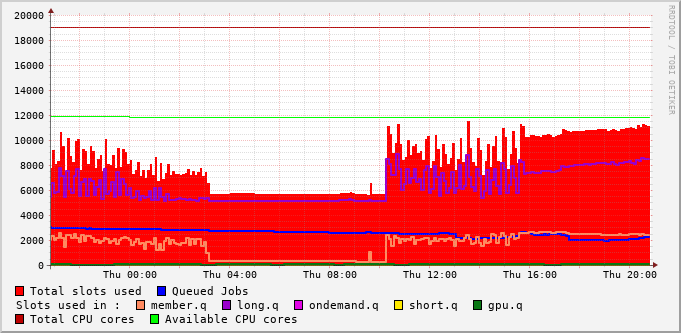 RRDTOOL / TOBI OETIKER
20000
18000
16000
14000
12000
10000
8000
6000
4000
2000
0
Thu 00:00 Thu 04:00 Thu 08:00 Thu 12:00 Thu 16:00 Thu 20:00
Total slots used Queued Jobs
Slots used in : member.q long.q ondemand.q short.q gpu.q
Total CPU cores Available CPU cores